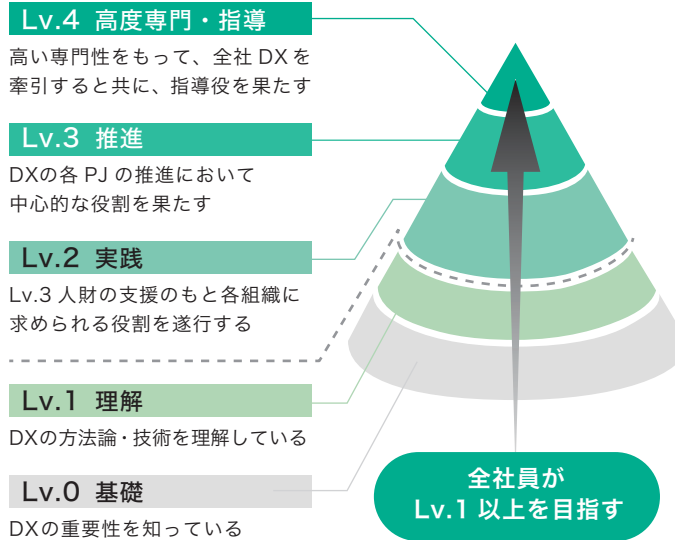 Lv.4 高度専門・指導
高い専門性をもって、全社 DX を
牽引すると共に、指導役を果たす
Lv.3 推進
DXの各 PJ の推進において
中心的な役割を果たす
Lv.2 実践
Lv.3 人財の支援のもと各組織に
求められる役割を遂行する
Lv.1 理解
DXの方法論・技術を理解している
Lv.0 基礎
DXの重要性を知っている
全社員が
Lv.1 以上を目指す